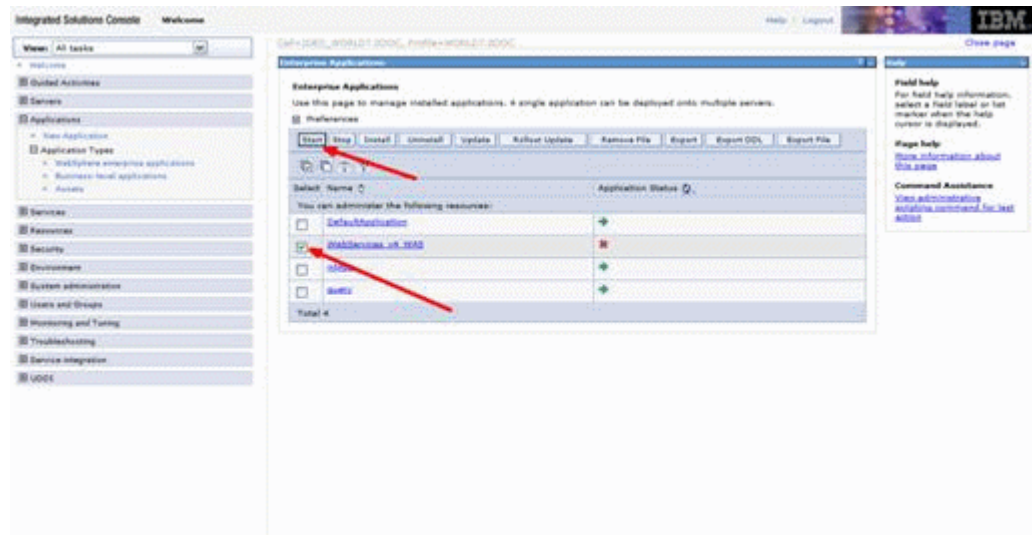 Integrated Solutions Console Welcome
Help | Logout
IBM
View: All tasks
Welcome
Guided Activities
Servers
Applications
New Application
Application Types
WebSphere enterprise applications
Business-level applications
Assets
Services
Resources
Security
Environment
System administration
Users and Groups
Monitoring and Tuning
Troubleshooting
Service integration
UDDI
Close page
Enterprise Applications
Enterprise Applications
Use this page to manage installed applications. A single application can be deployed onto multiple servers.
Preferences
Start Stop Install Uninstall Update Rollout Update Remove File Export Export DDL Export File
Select Name Application Status
You can administer the following resources:
DefaultApplication
query
Total 4
Help
Field help
For field help information, select a field label or list marker when the help cursor is displayed.
Page help
More information about this page
Command Assistance
View administrative scripting command for last action